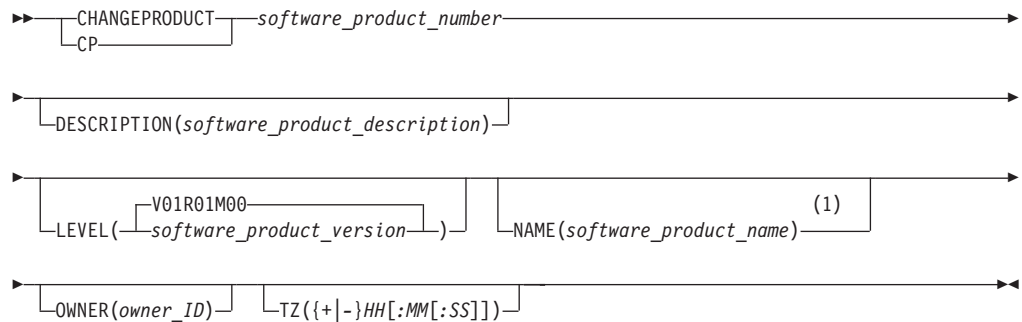 CHANGEPRODUCT software_product_number
CP
DESCRIPTION(software_product_description)
V01R01M00 (1)
LEVEL( software_product_version ) NAME(software_product_name)
OWNER(owner_ID) TZ({+|-}HH[:MM[:SS]])